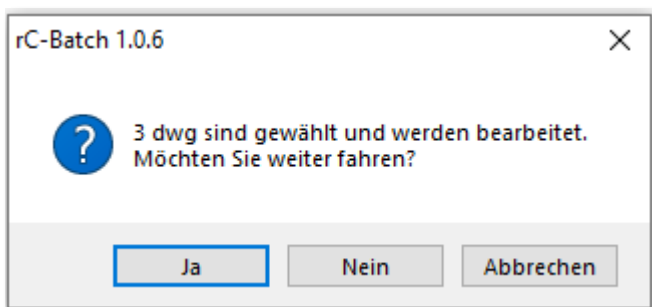 rC-Batch 1.0.6
3 dwg sind gewählt und werden bearbeitet.
Möchten Sie weiter fahren?
Ja
Nein
Abbrechen